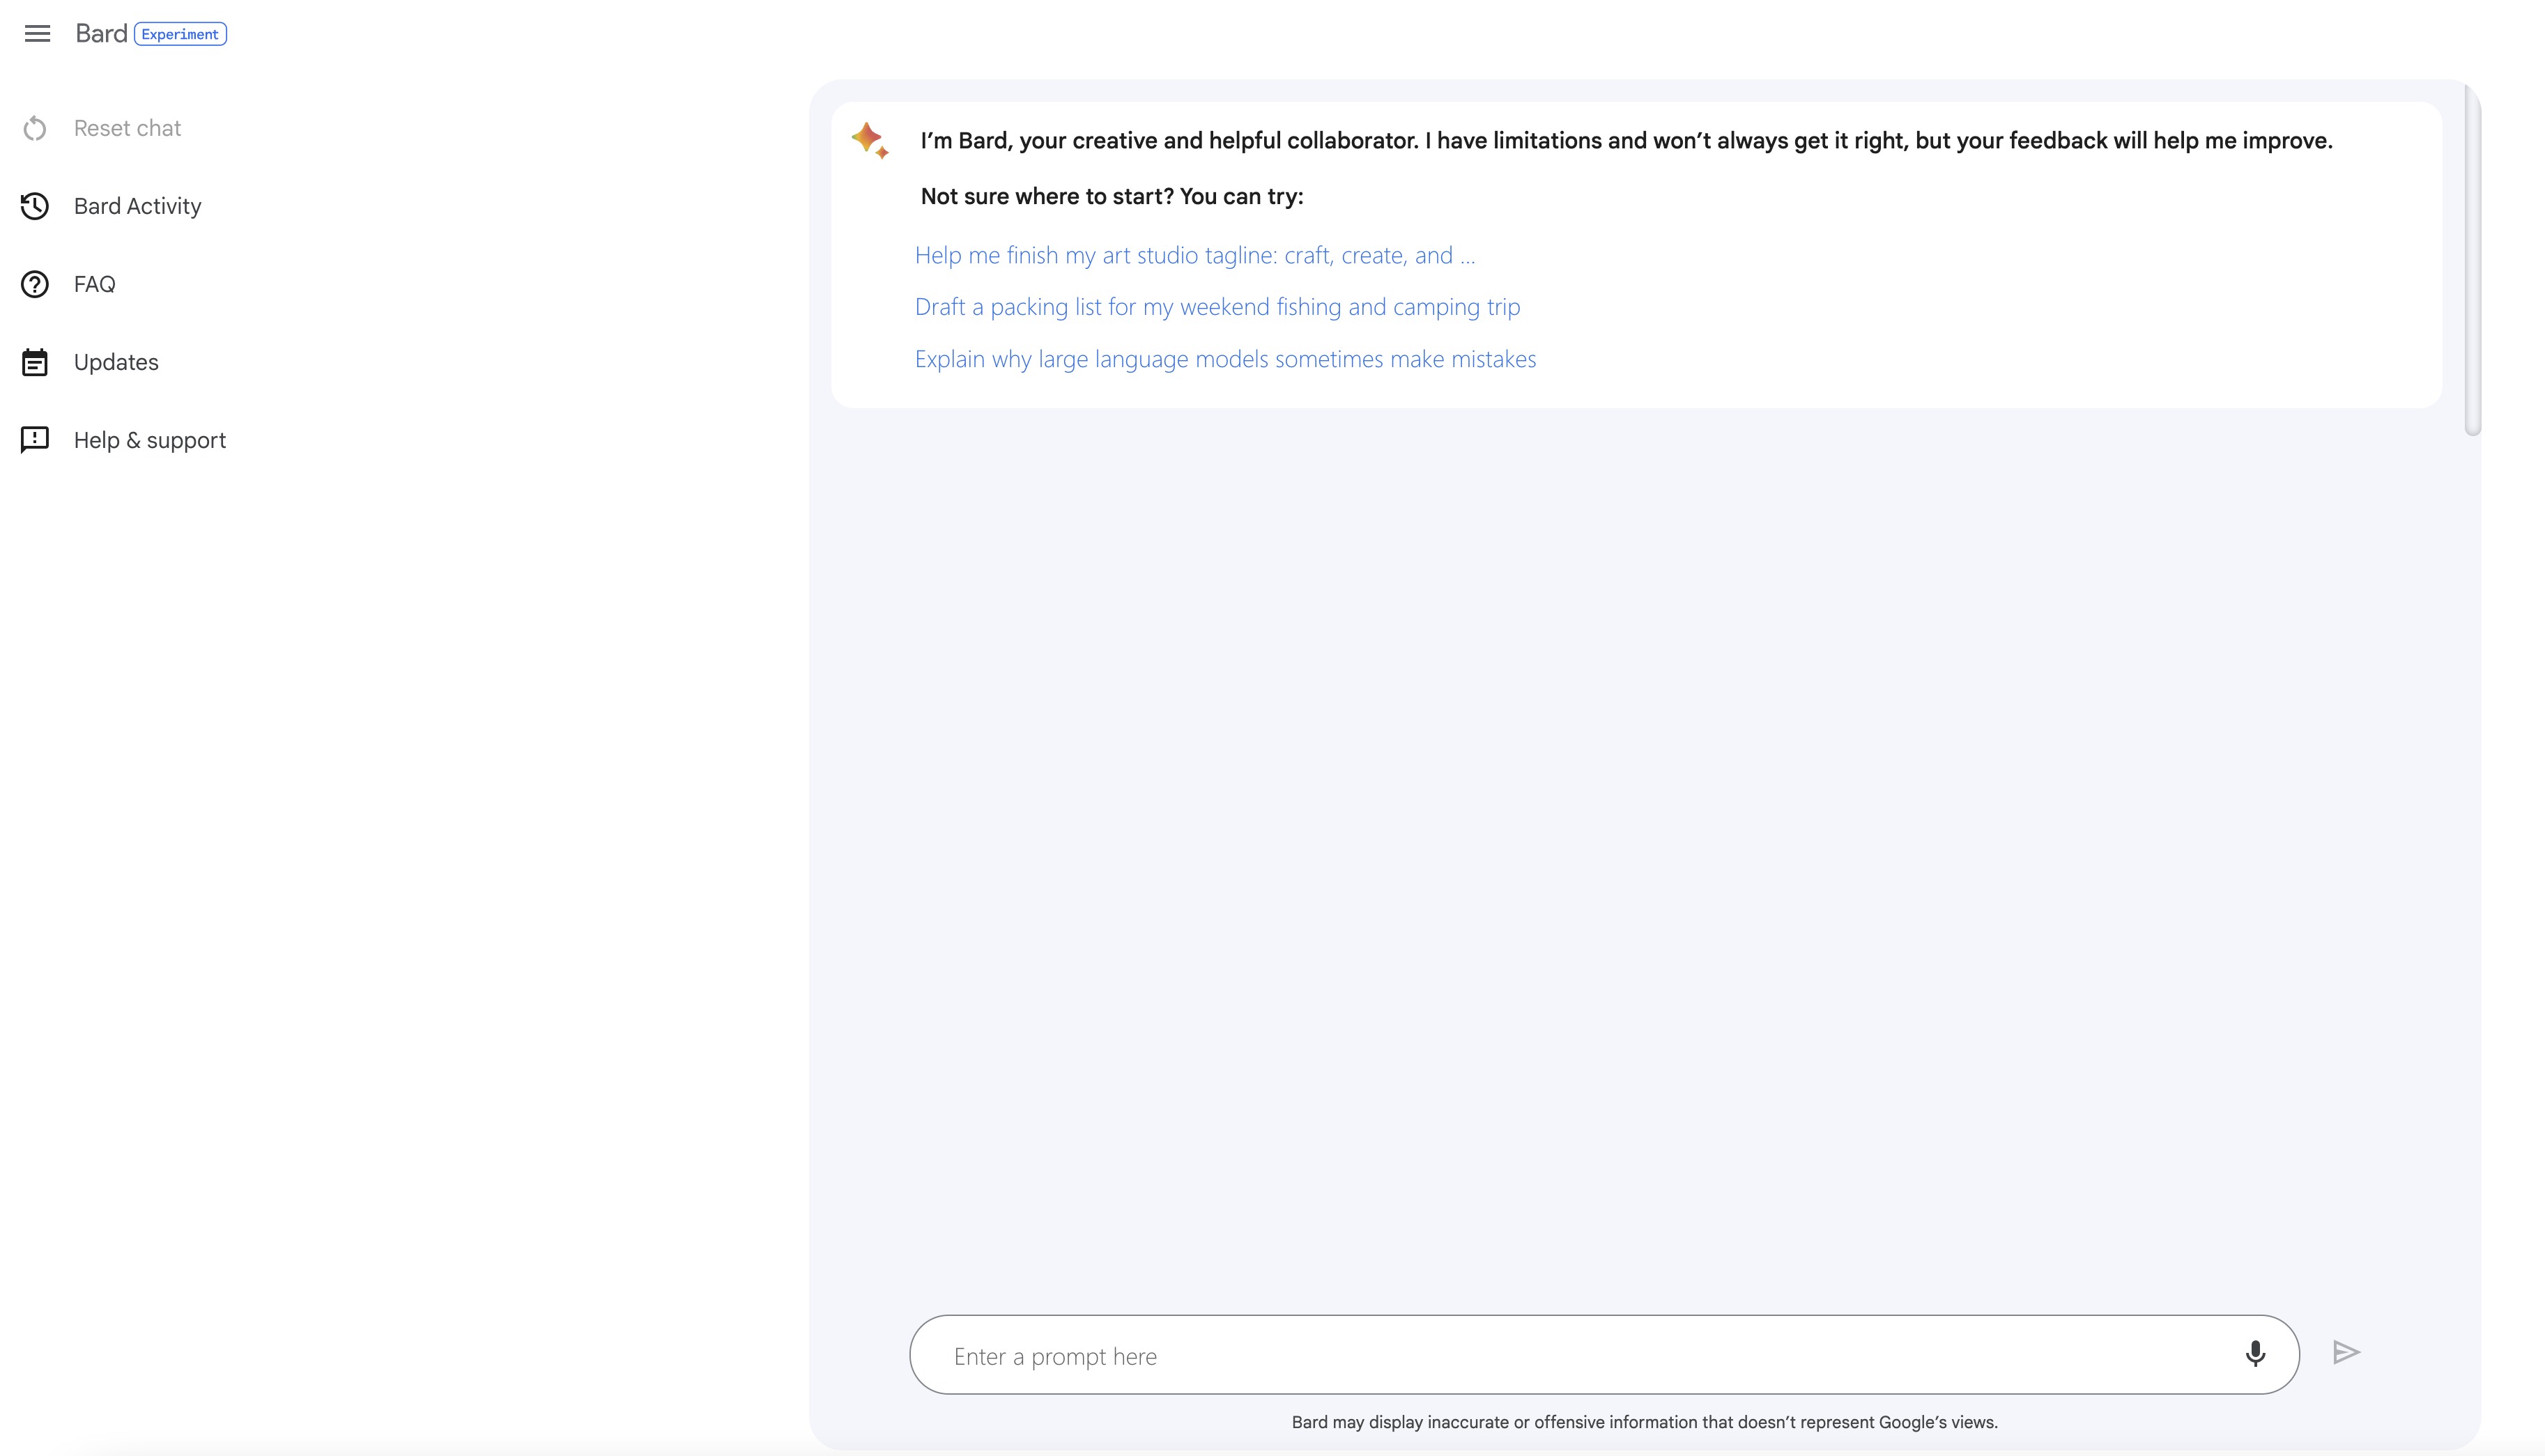 Bard Experiment
Reset chat
Bard Activity
FAQ
Updates
Help & support
I’m Bard, your creative and helpful collaborator. I have limitations and won’t always get it right, but your feedback will help me improve.
Not sure where to start? You can try:
Help me finish my art studio tagline: craft, create, and ...
Draft a packing list for my weekend fishing and camping trip
Explain why large language models sometimes make mistakes
Enter a prompt here
Bard may display inaccurate or offensive information that doesn’t represent Google’s views.